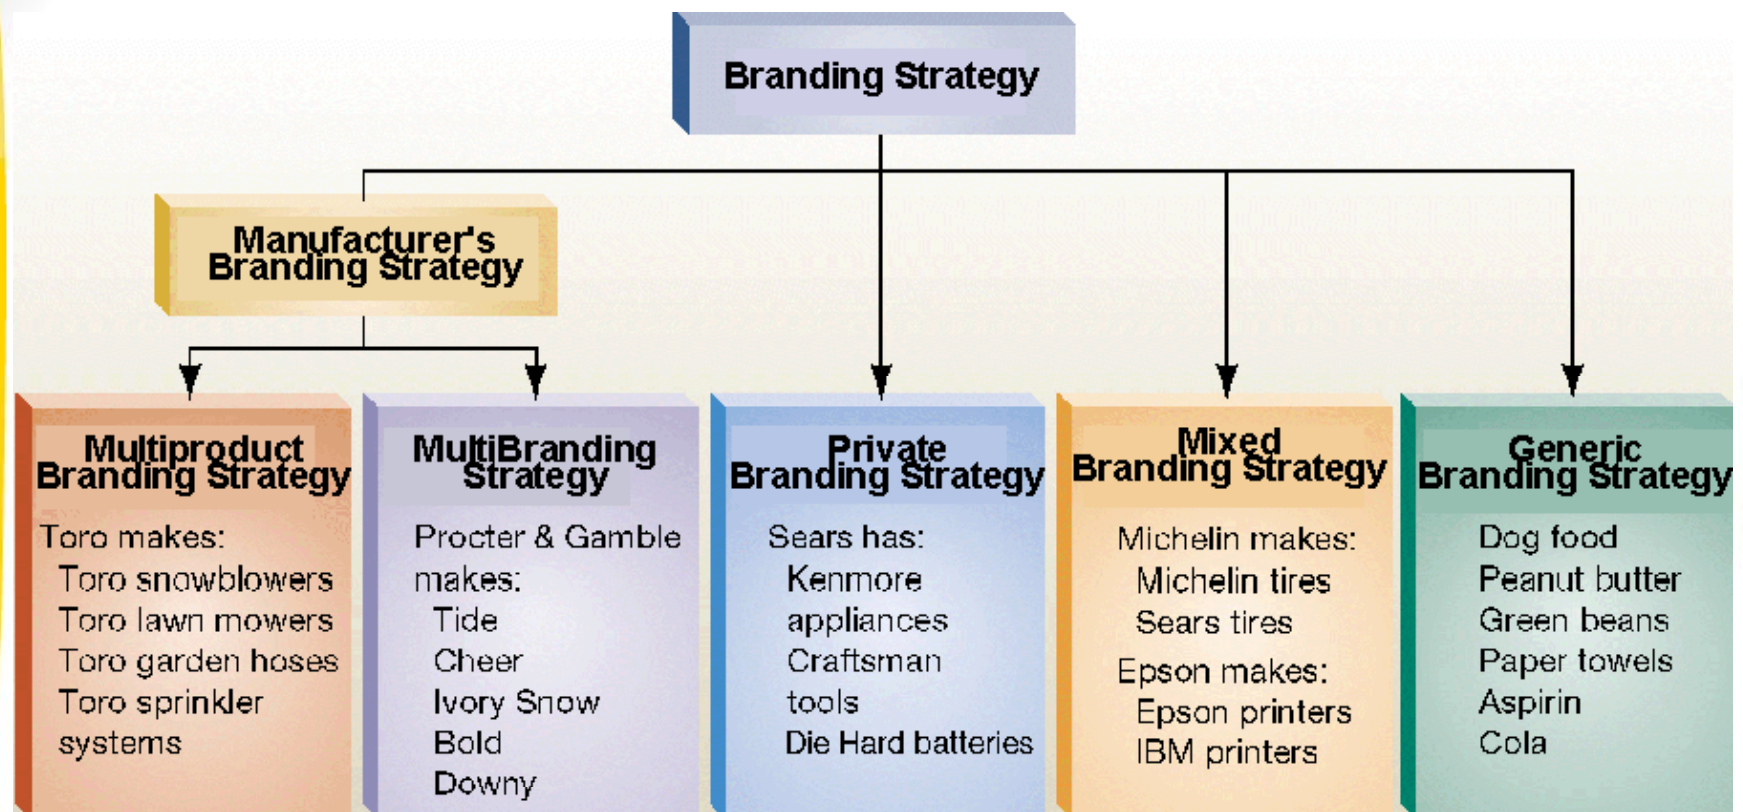 Branding Strategy
Manufacturer's
Branding Strategy
Multiproduct
Branding Strategy
Toro makes:
Toro snowblowers
Toro lawn mowers
Toro garden hoses
Toro sprinkler
systems
MultiBranding
Strategy
Procter & Gamble
makes:
Tide
Cheer
Ivory Snow
Bold
Downy
Private
Branding Strategy
Sears has:
Kenmore
appliances
Craftsman
tools
Die Hard batteries
Mixed
Branding Strategy
Michelin makes:
Michelin tires
Sears tires
Epson makes:
Epson printers
IBM printers
Generic
Branding Strategy
Dog food
Peanut butter
Green beans
Paper towels
Aspirin
Cola